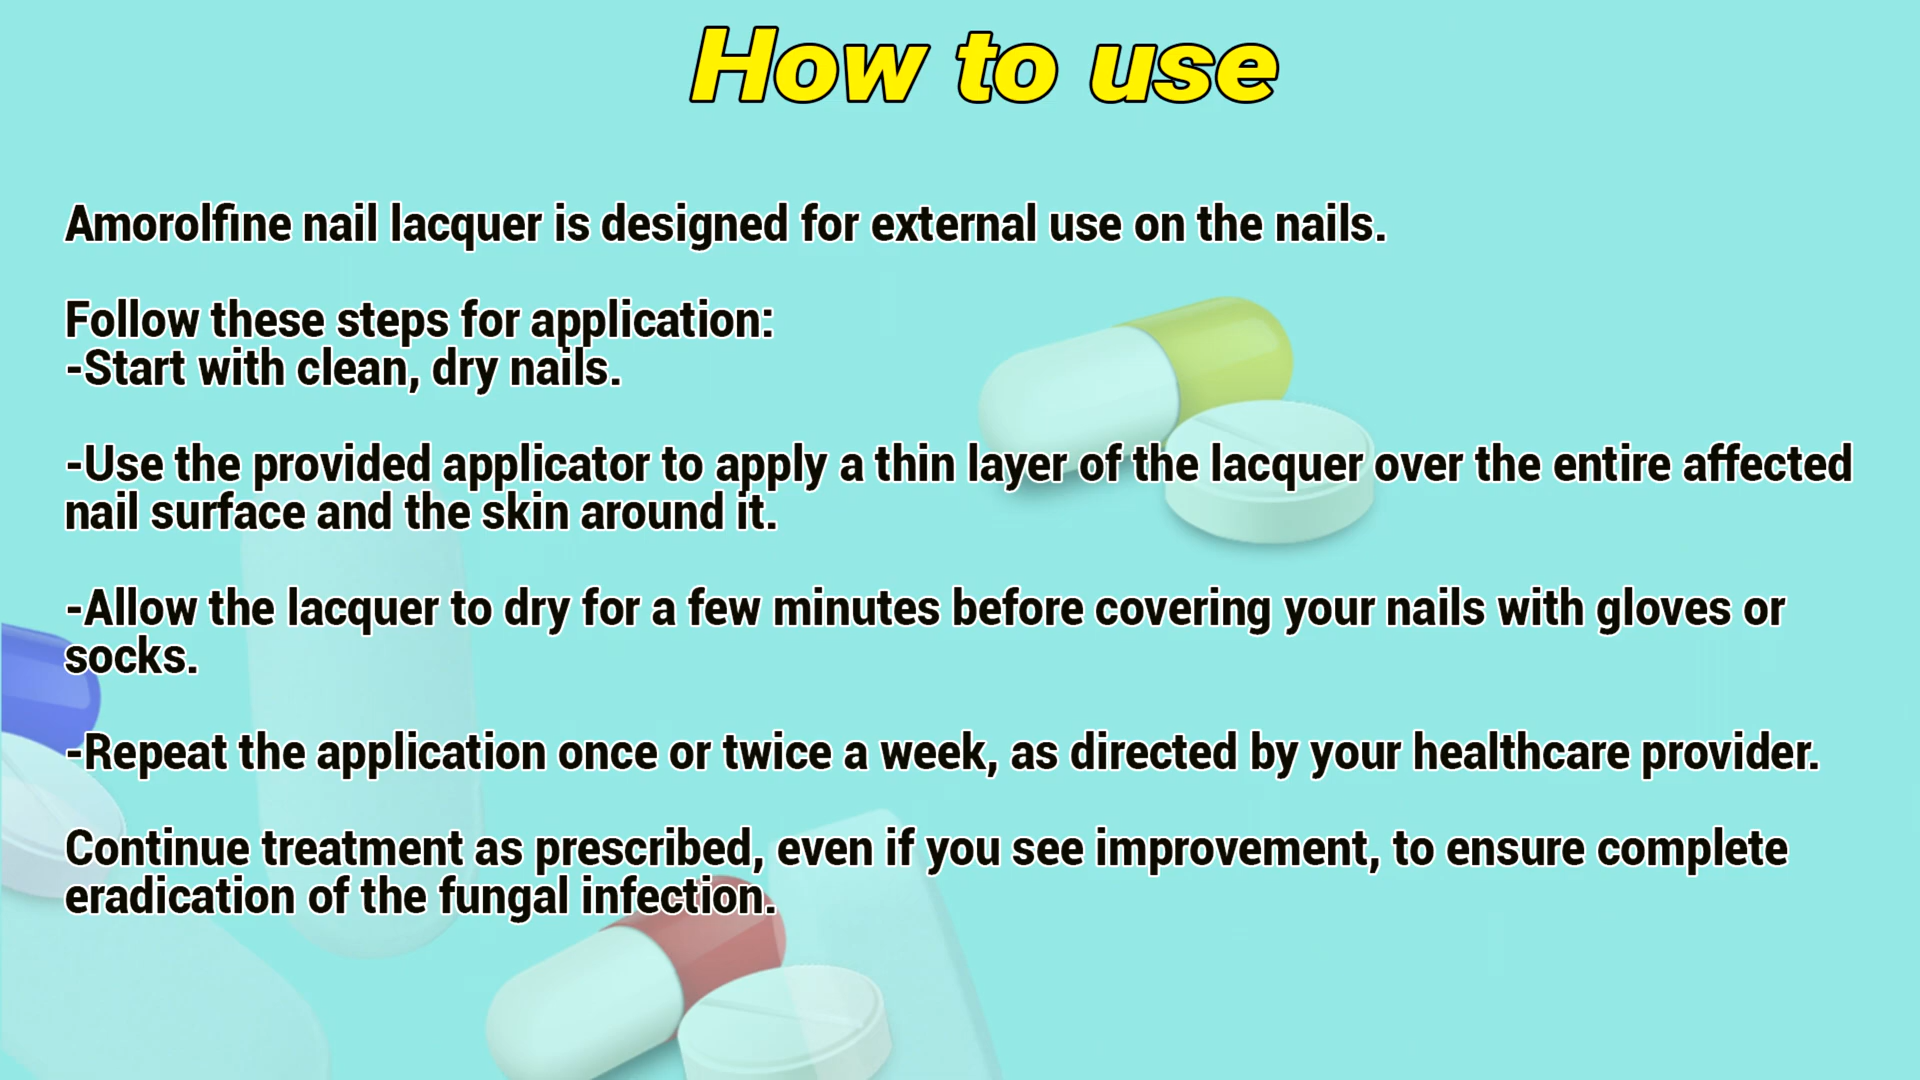 How to use
Amorolfine nail lacquer is designed for external use on the nails.
Follow these steps for application:
-Start with clean, dry nails.
-Use the provided applicator to apply a thin layer of the lacquer over the entire affected
nail surface and the skin around it.
-Allow the lacquer to dry for a few minutes before covering your nails with gloves or
socks.
-Repeat the application once or twice a week, as directed by your healthcare provider.
Continue treatment as prescribed, even if you see improvement, to ensure complete
eradication of the fungal infection.